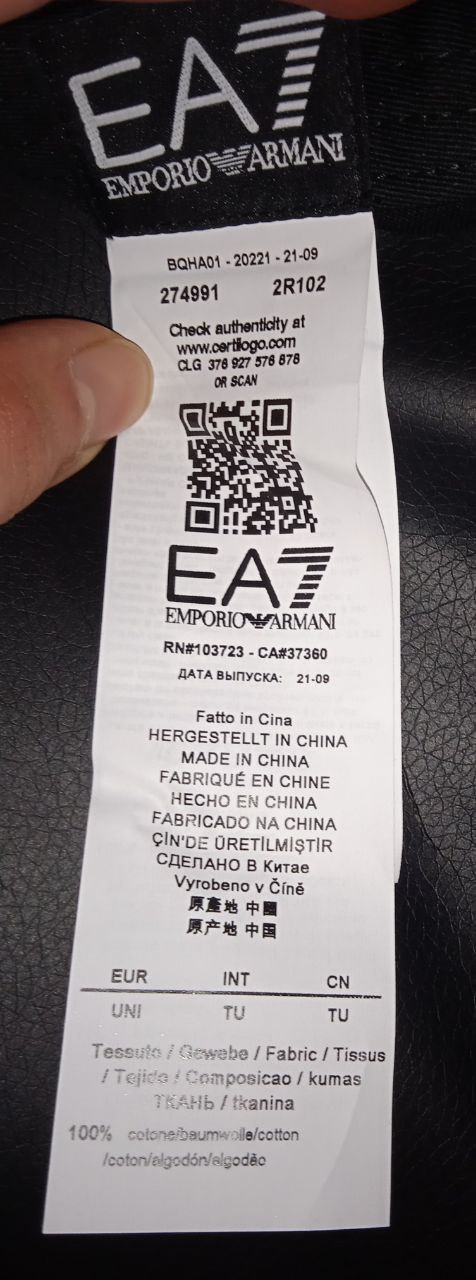 EA7
EMPORIO ARMANI
BQHA01 - 20221 - 21-09
274991 2R102
Check authenticity at
www.certilogo.com
CLG 376 927 576 678
OR SCAN
EA7
EMPORIO ARMANI
RN#103723 - CA#37360
ДАТА ВЫПУСКА: 21-09
Fatto in Cina
HERGESTELLT IN CHINA
MADE IN CHINA
FABRIQUÉ EN CHINE
HECHO EN CHINA
FABRICADO NA CHINA
ÇİN'DE ÜRETİLMİŞTİR
СДЕЛАНО В Китае
Vyrobeno v Číně
原產地 中國
原产地 中国
EUR INT CN
UNI TU TU
Tessuto / Gewebe / Fabric / Tissus
/ Tejido / Composicao / kumas
ТКАНЬ / tkanina
100% cotone/baumwolle/cotton
/coton/algodón/algodão